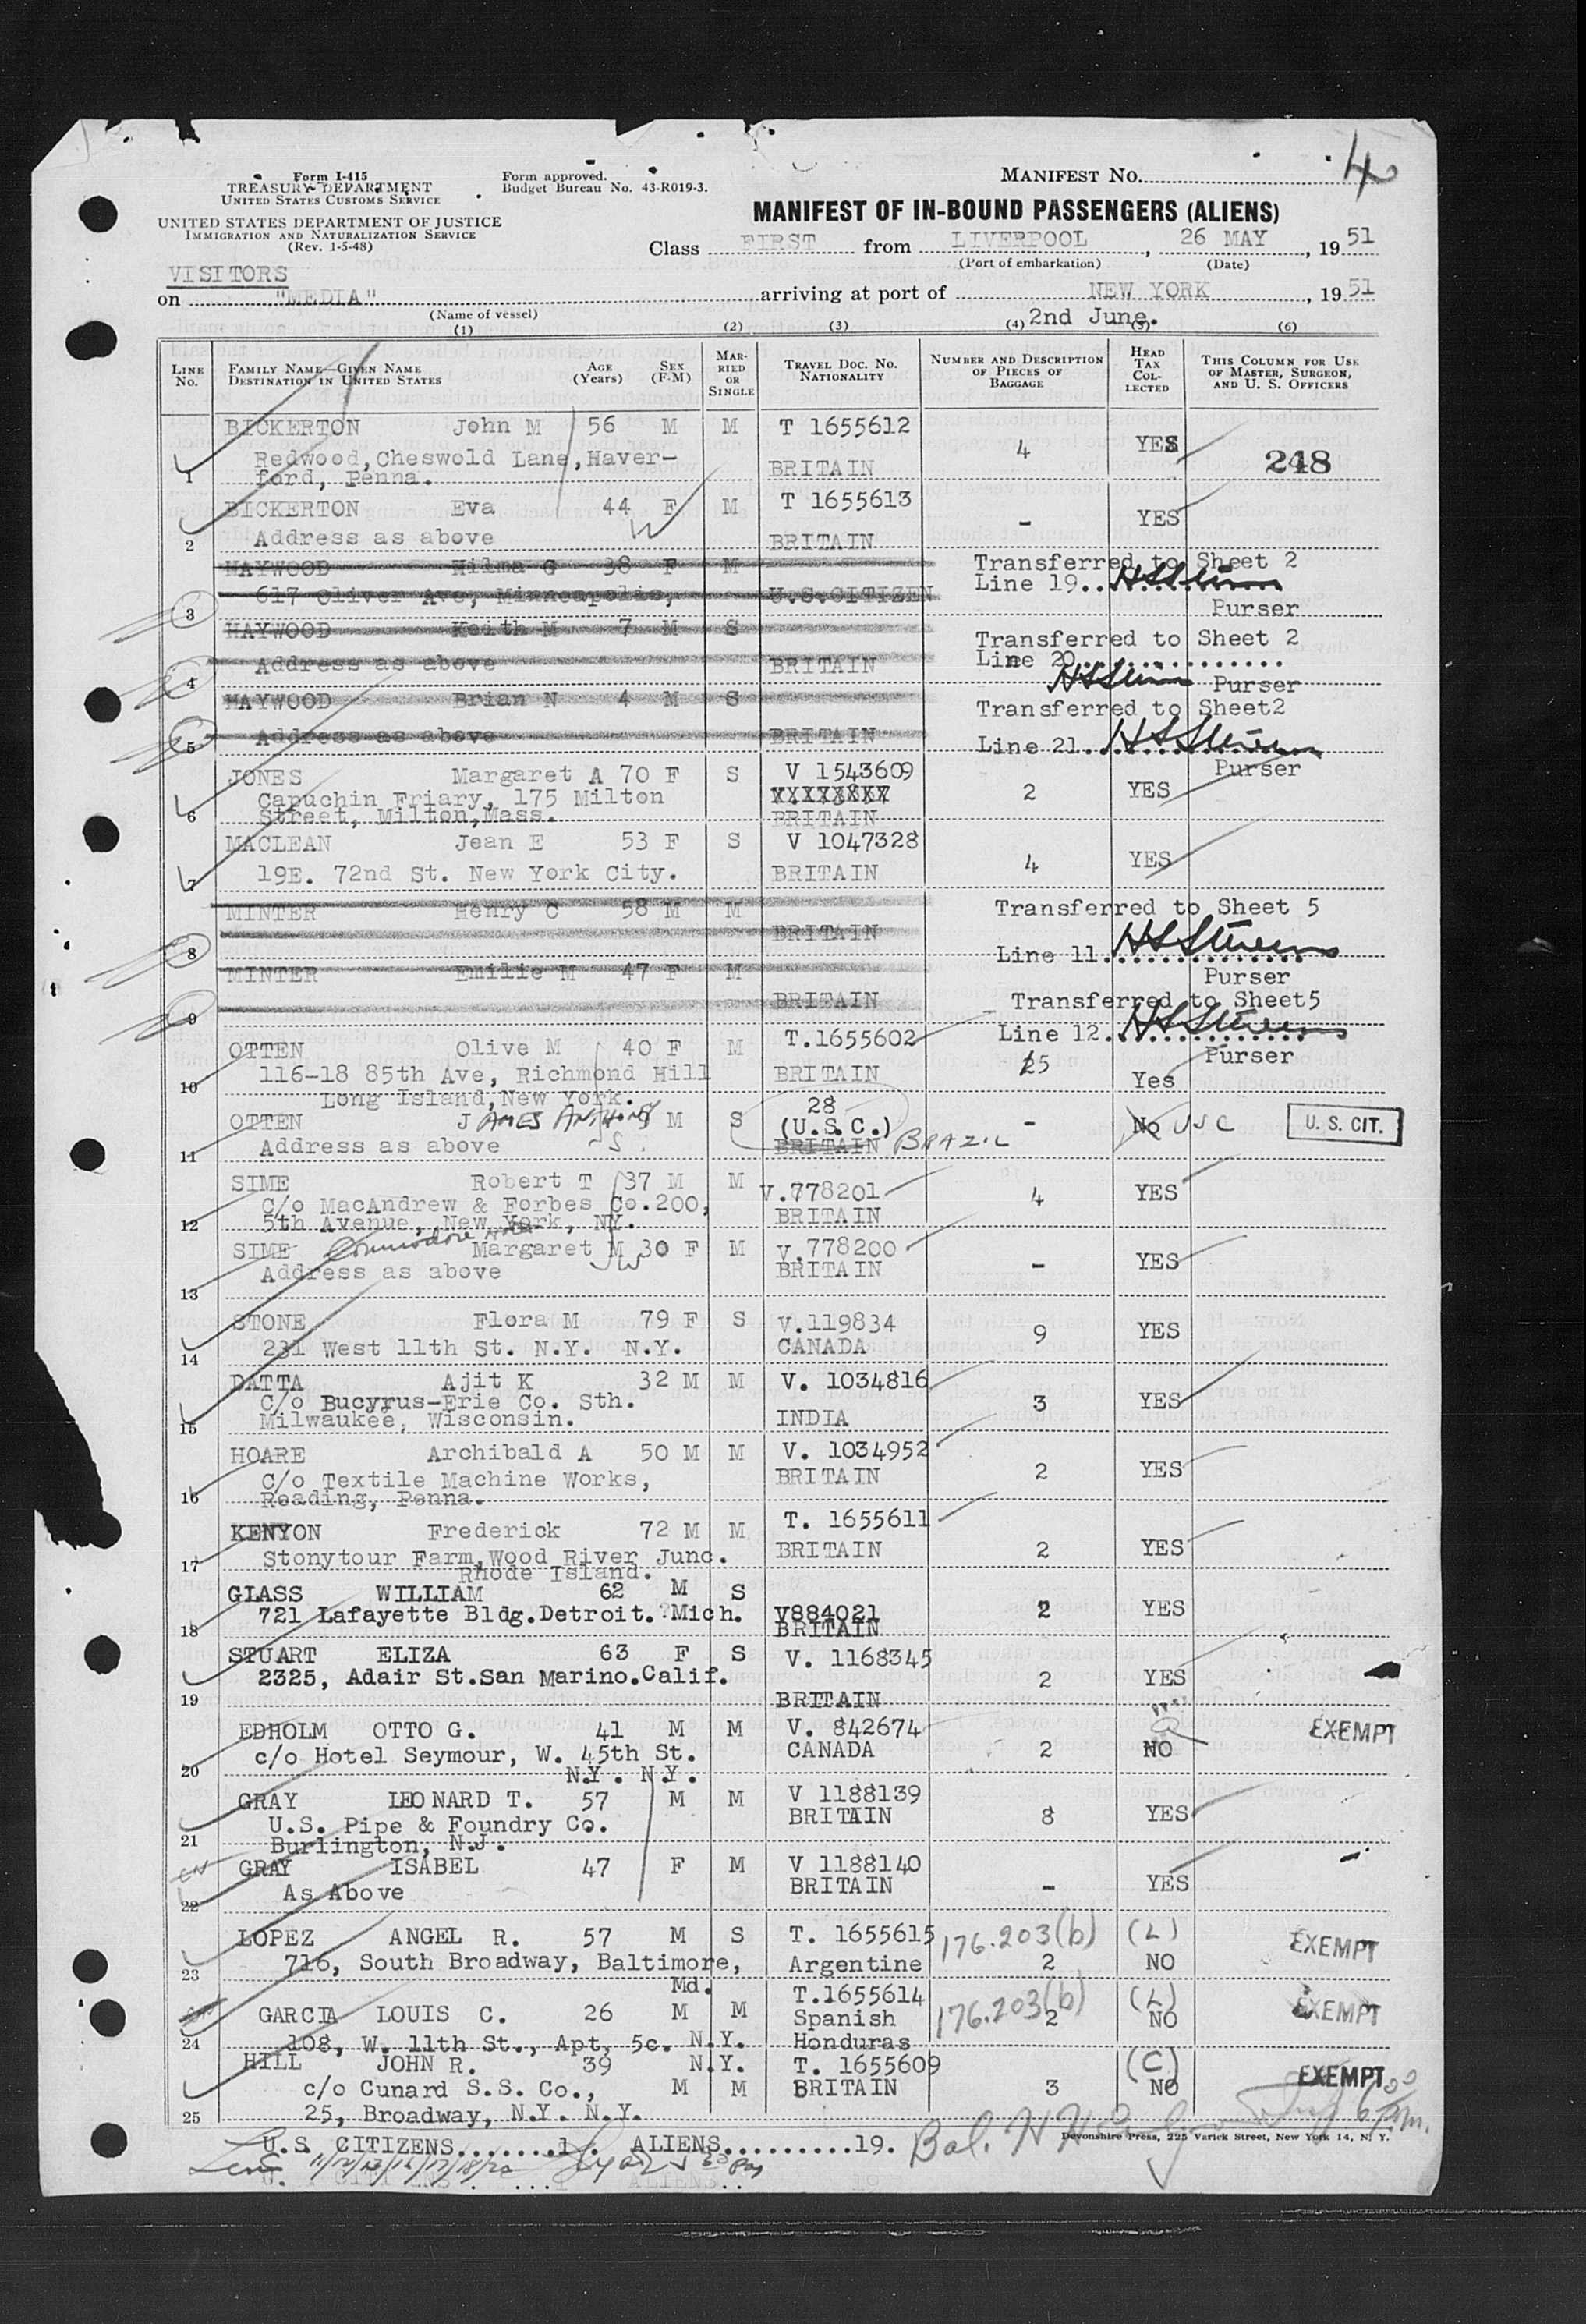 4
Form I-415
TREASURY DEPARTMENT
UNITED STATES CUSTOMS SERVICE
Form approved.
Budget Bureau No. 43-R019-3.
MANIFEST NO.
UNITED STATES DEPARTMENT OF JUSTICE
IMMIGRATION AND NATURALIZATION SERVICE
(Rev. 1-5-48)
MANIFEST OF IN-BOUND PASSENGERS (ALIENS)
Class FIRST from LIVERPOOL, 26 MAY, 1951
(Port of embarkation) (Date)
VISITORS
on "MEDIA" arriving at port of NEW YORK, 1951
(Name of vessel)
2nd June.
(1) (2) (3) (4) (5) (6)
LINE NO. FAMILY NAME—GIVEN NAME DESTINATION IN UNITED STATES AGE (Years) SEX (F-M) MARRIED OR SINGLE TRAVEL DOC. NO. NATIONALITY NUMBER AND DESCRIPTION OF PIECES OF BAGGAGE HEAD TAX COLLECTED THIS COLUMN FOR USE OF MASTER, SURGEON, AND U. S. OFFICERS
BICKERTON John M 56 M M T 1655612 4 YES 248
Redwood, Cheswold Lane, Haver-
1 ford, Penna. BRITAIN
BICKERTON Eva 44 F M T 1655613 - YES
W
2 Address as above BRITAIN
HAYWOOD Wilma G 38 F M Transferred to Sheet 2
3 617 Oliver Ave, Minneapolis, U.S.CITIZEN Line 19..
Purser
HAYWOOD Keith M 7 M S Transferred to Sheet 2
4 Address as above BRITAIN Line 20
Purser
HAYWOOD Brian N 4 M S Transferred to Sheet2
5 Address as above BRITAIN Line 21..
Purser
JONES Margaret A 70 F S V 1543609 2 YES
Capuchin Friary, 175 Milton
6 Street, Milton, Mass. BRITAIN
MACLEAN Jean E 53 F S V 1047328 4 YES
7 19E. 72nd St. New York City. BRITAIN
MINTER Henry C 58 M M Transferred to Sheet 5
8 BRITAIN Line 11
Purser
MINTER Emilie M 47 F M Transferred to Sheet5
9 BRITAIN Line 12
Purser
OTTEN Olive M 40 F M T.1655602 Yes
116-18 85th Ave, Richmond Hill BRITAIN
10 Long Island, New York.
OTTEN JAMES ANTHONY M S 28 (U.S.C.) - No USC U. S. CIT.
11 Address as above S. BRITAIN BRAZIL
SIME Robert T 37 M M V.778201 4 YES
C/o MacAndrew & Forbes Co.200, BRITAIN
12 5th Avenue, New York, NY.
Commodore Hotel
SIME Margaret M 30 F M V.778200 - YES
W
13 Address as above BRITAIN
STONE Flora M 79 F S V.119834 9 YES
14 231 West 11th St. N.Y. N.Y. CANADA
DATTA Ajit K 32 M M V. 1034816 3 YES
C/o Bucyrus-Erie Co. Sth.
15 Milwaukee, Wisconsin. INDIA
HOARE Archibald A 50 M M V. 1034952 2 YES
C/o Textile Machine Works, BRITAIN
16 Reading, Penna.
KENYON Frederick 72 M M T. 1655611 2 YES
17 Stonytour Farm, Wood River Junc. BRITAIN
Rhode Island.
GLASS WILLIAM 62 M S 2 YES
18 721 Lafayette Bldg.Detroit. Mich. V884021
BRITAIN
STUART ELIZA 63 F S V. 1168345 2 YES
2325, Adair St.San Marino.Calif.
19 BRITAIN
EDHOLM OTTO G. 41 M M V. 842674 2 NO EXEMPT
20 c/o Hotel Seymour, W. 45th St. CANADA
N.Y. N.Y.
GRAY LEONARD T. 57 M M V 1188139 8 YES
U.S. Pipe & Foundry Co. BRITAIN
21 Burlington, N.J.
GRAY ISABEL 47 F M V 1188140 - YES
22 As Above BRITAIN
LOPEZ ANGEL R. 57 M S T. 1655615 176.203(b) (L) EXEMPT
23 716, South Broadway, Baltimore, Argentine 2 NO
Md.
GARCIA LOUIS C. 26 M M T.1655614 176.203(b) (L) EXEMPT
Spanish 2 NO
24 108, W. 11th St., Apt, 5c. N.Y. Honduras
HILL JOHN R. 39 N.Y. T. 1655609 (C) EXEMPT
c/o Cunard S.S. Co., M M BRITAIN 3 NO
25 25, Broadway, N.Y. N.Y.
U.S. CITIZENS.......1.. ALIENS..........19.
Devonshire Press, 225 Varick Street, New York 14, N. Y.